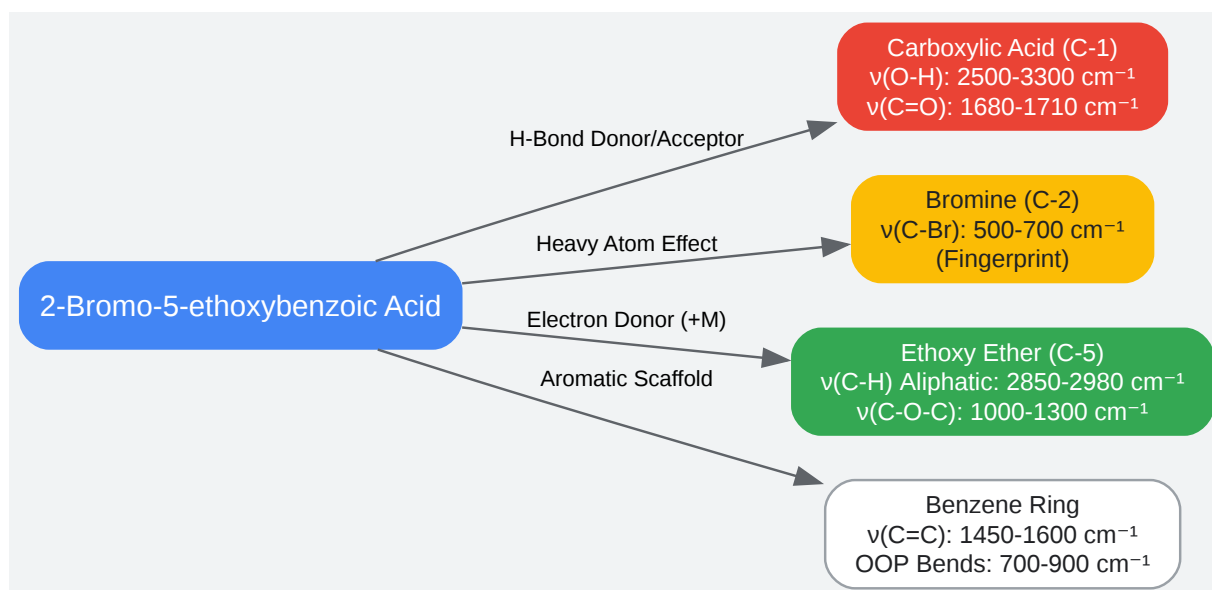 Carboxylic Acid (C-1)
ν(O-H): 2500-3300 cm⁻¹
ν(C=O): 1680-1710 cm⁻¹
H-Bond Donor/Acceptor
Bromine (C-2)
ν(C-Br): 500-700 cm⁻¹
(Fingerprint)
Heavy Atom Effect
2-Bromo-5-ethoxybenzoic Acid
Electron Donor (+M)
Ethoxy Ether (C-5)
ν(C-H) Aliphatic: 2850-2980 cm⁻¹
ν(C-O-C): 1000-1300 cm⁻¹
Aromatic Scaffold
Benzene Ring
ν(C=C): 1450-1600 cm⁻¹
OOP Bends: 700-900 cm⁻¹